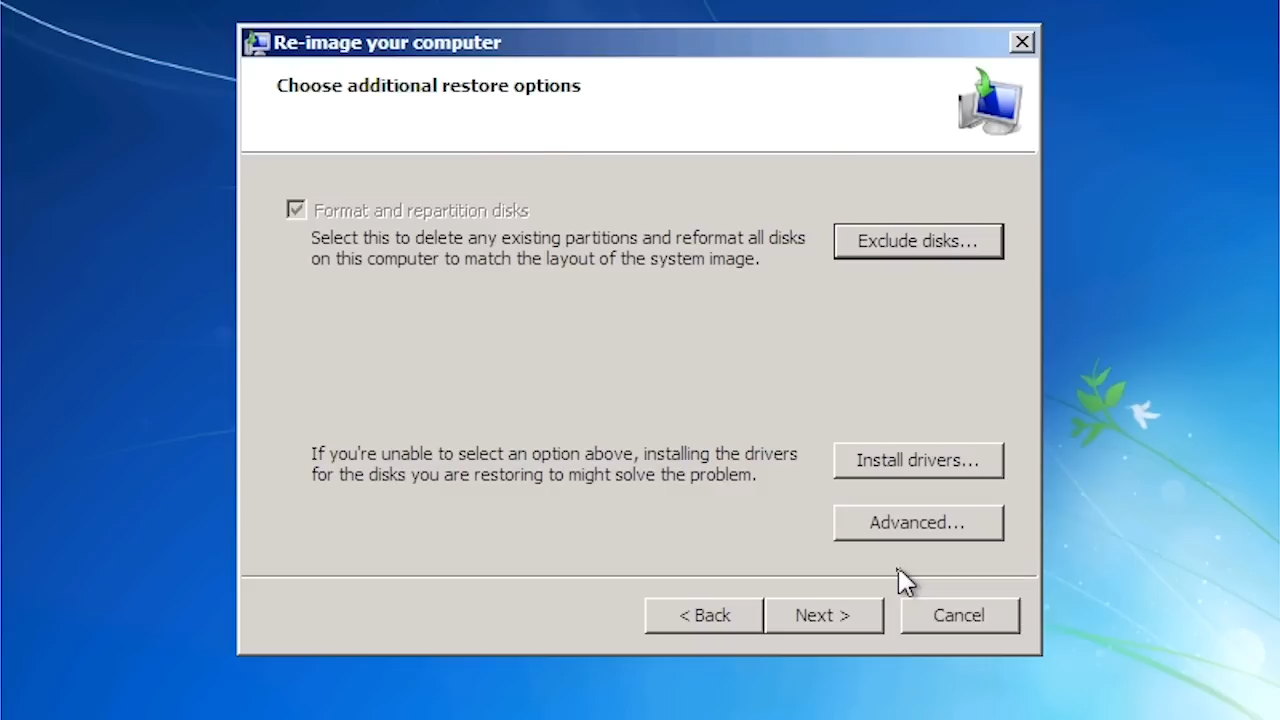 Re-image your computer
Choose additional restore options
Format and repartition disks
Select this to delete any existing partitions and reformat all disks
on this computer to match the layout of the system image.
Exclude disks...
If you're unable to select an option above, installing the drivers
for the disks you are restoring to might solve the problem.
Install drivers...
Advanced...
< Back
Next >
Cancel